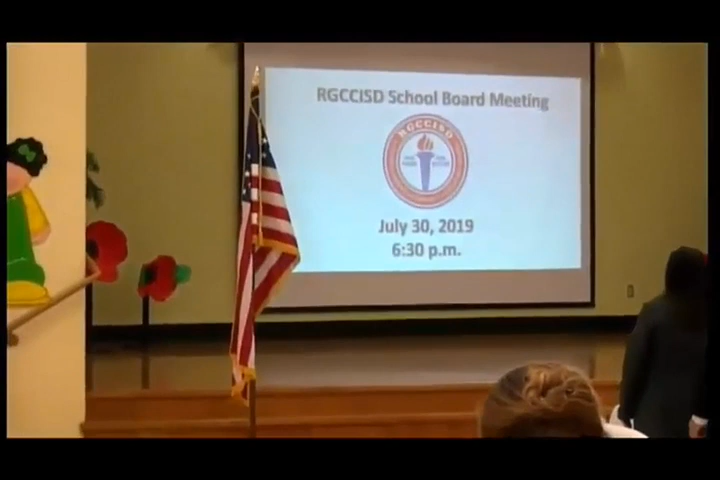 RGCCISD School Board Meeting
RGCCISD
July 30, 2019
6:30 p.m.